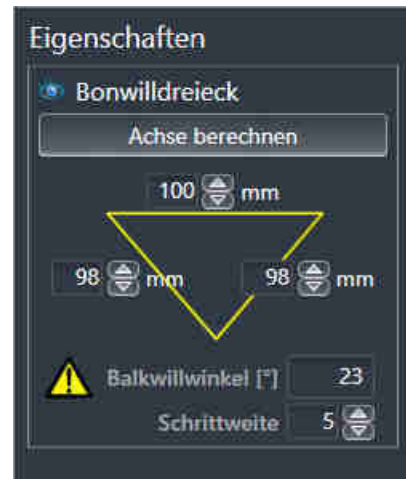 Eigenschaften
Bonwilldreieck
Achse berechnen
100 mm
98 mm 98 mm
Balkwillwinkel [°] 23
Schrittweite 5